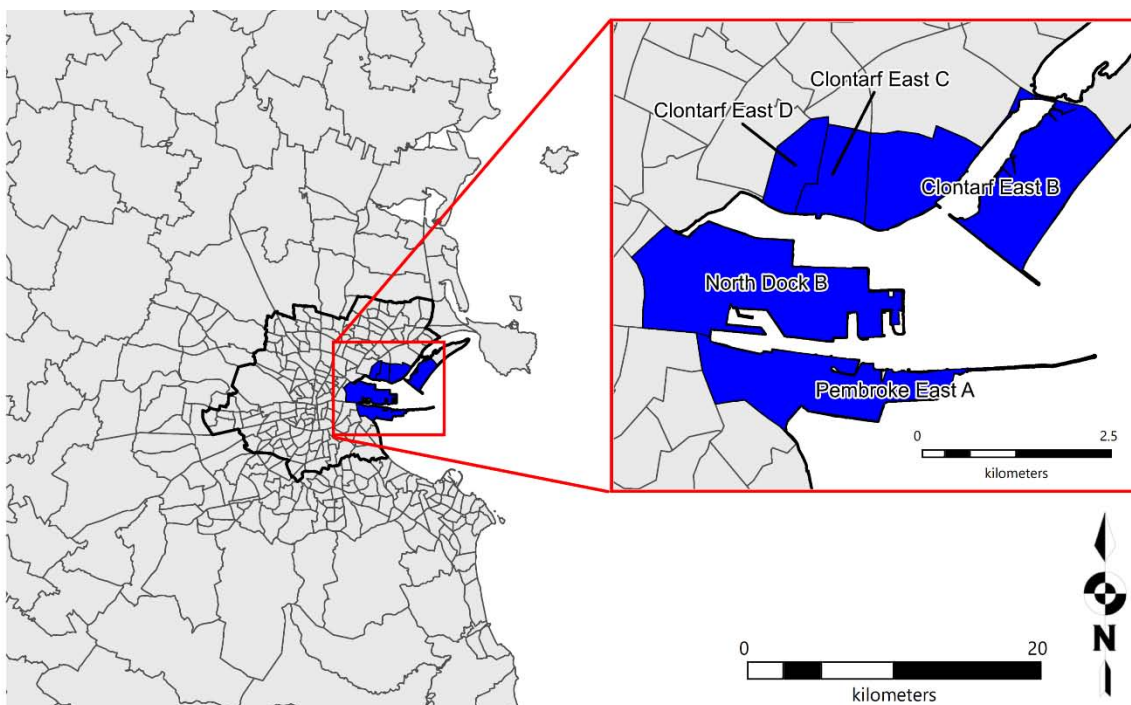 Clontarf East C
Clontarf East D
Clontarf East B
North Dock B
Pembroke East A
0 2.5
kilometers
0 20
kilometers
N